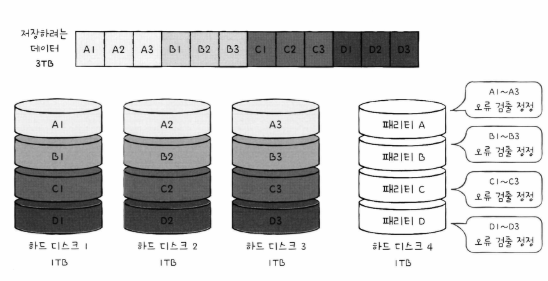 저장하려는
데이터
3TB
A1 A2 A3 B1 B2 B3 C1 C2 C3 D1 D2 D3
A1
B1
C1
D1
하드 디스크 1
1TB
A2
B2
C2
D2
하드 디스크 2
1TB
A3
B3
C3
D3
하드 디스크 3
1TB
패리티 A
패리티 B
패리티 C
패리티 D
하드 디스크 4
1TB
A1~A3
오류 검출 정정
B1~B3
오류 검출 정정
C1~C3
오류 검출 정정
D1~D3
오류 검출 정정